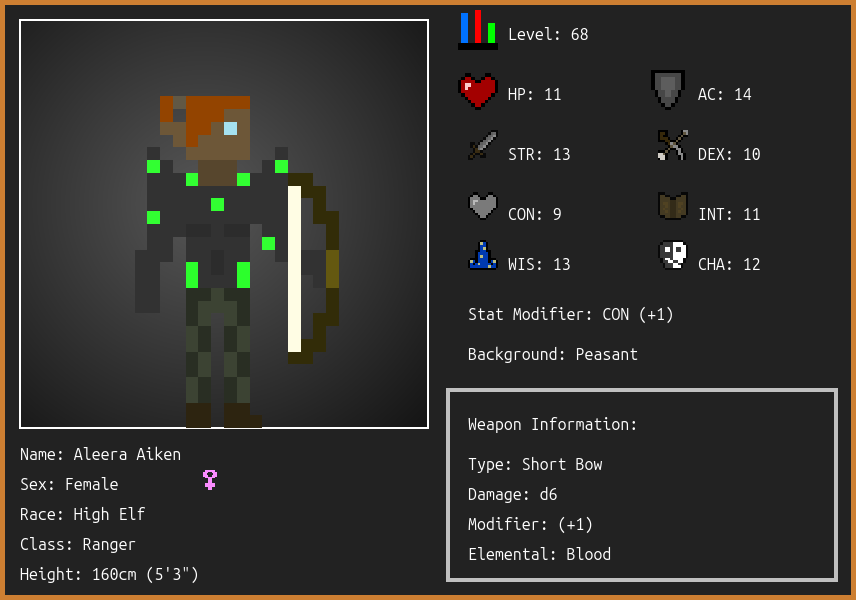 Level: 68
HP: 11
AC: 14
STR: 13
DEX: 10
CON: 9
INT: 11
WIS: 13
CHA: 12
Stat Modifier: CON (+1)
Background: Peasant
Weapon Information:
Type: Short Bow
Damage: d6
Modifier: (+1)
Elemental: Blood
Name: Aleera Aiken
Sex: Female
Race: High Elf
Class: Ranger
Height: 160cm (5'3")